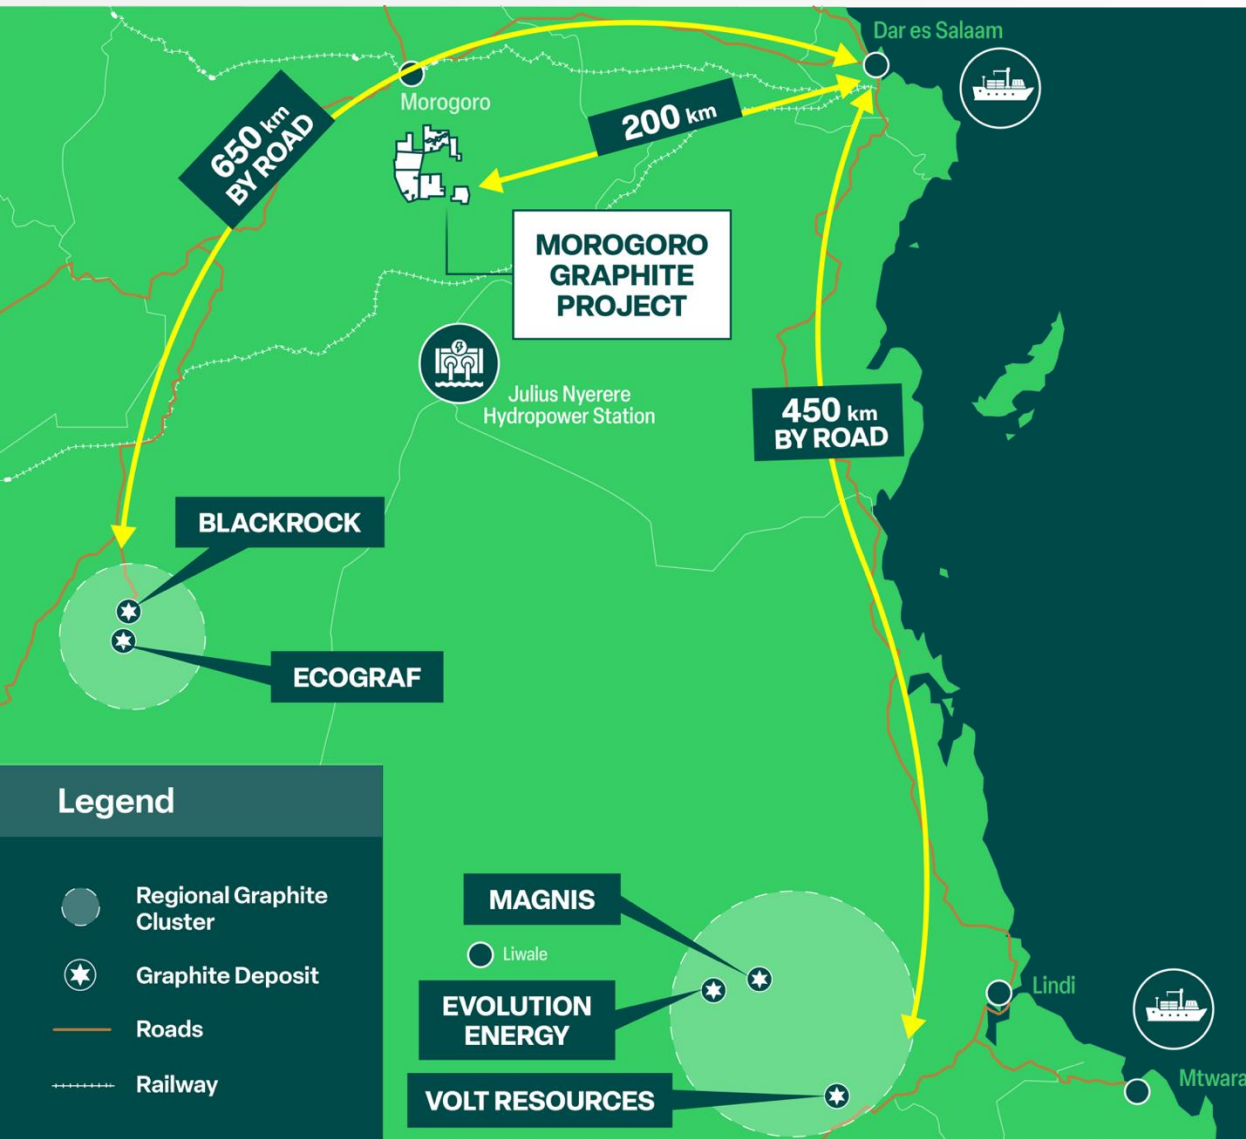 Dar es Salaam
Morogoro
650 km
BY ROAD
200 km
MOROGORO
GRAPHITE
PROJECT
Julius Nyerere
Hydropower Station
450 km
BY ROAD
BLACKROCK
ECOGRAF
Legend
Regional Graphite
Cluster
Graphite Deposit
Roads
Railway
MAGNIS
Liwale
EVOLUTION
ENERGY
VOLT RESOURCES
Lindi
Mtwara